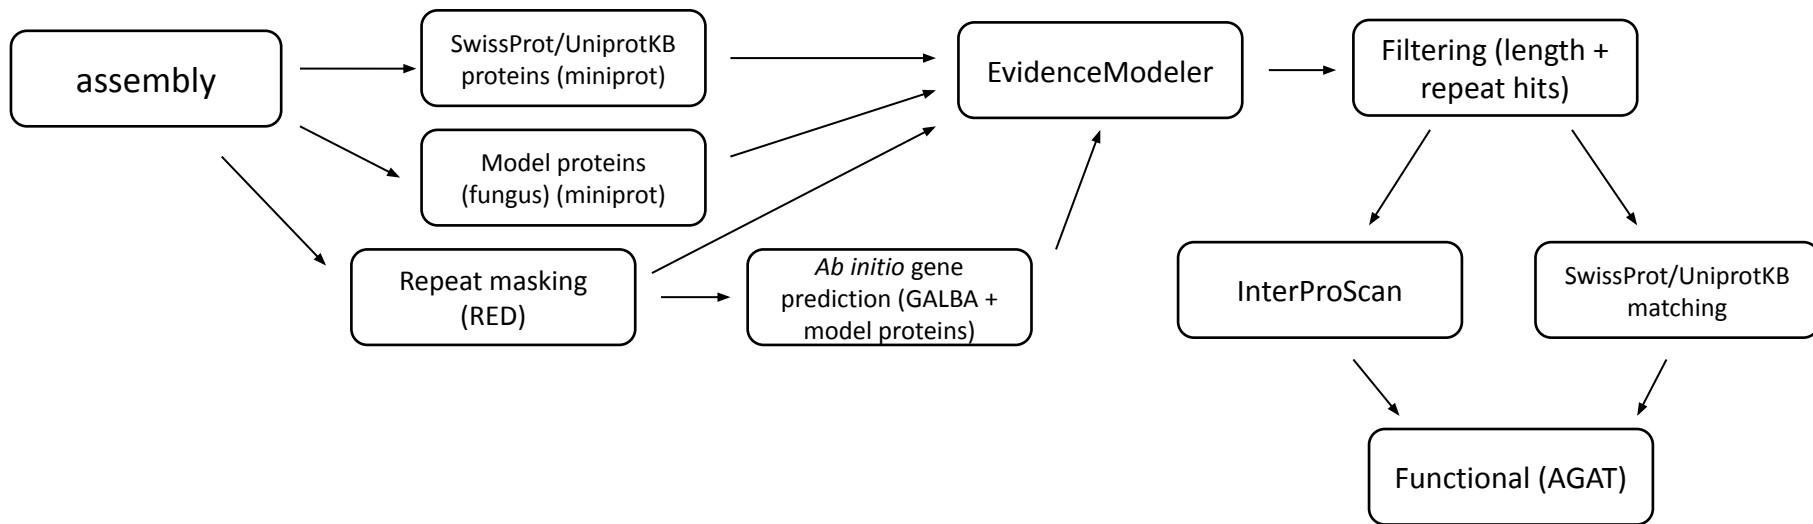 assembly
SwissProt/UniprotKB
proteins (miniprot)
Model proteins
(fungus) (miniprot)
Repeat masking
(RED)
Ab initio gene
prediction (GALBA +
model proteins)
EvidenceModeler
Filtering (length +
repeat hits)
InterProScan
SwissProt/UniprotKB
matching
Functional (AGAT)